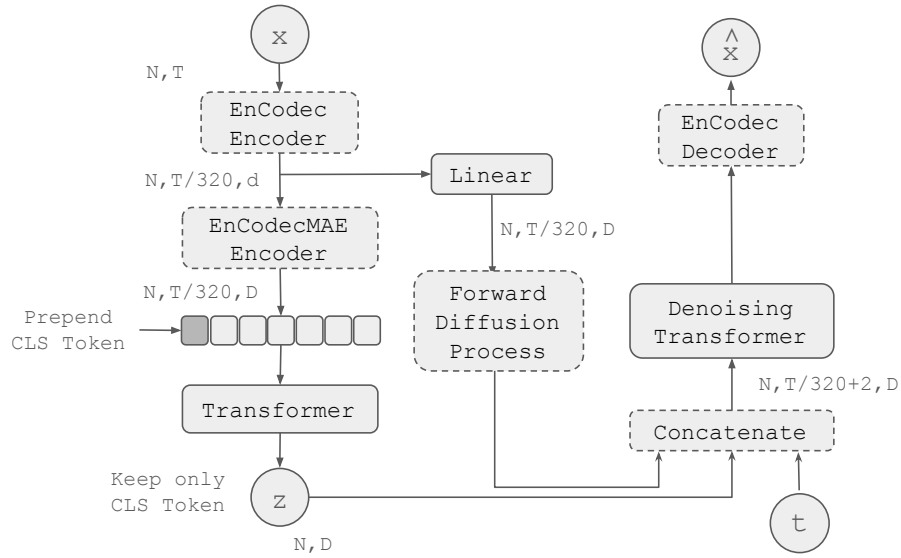 x
N,T
EnCodec
Encoder
N,T/320,d
Linear
EnCodecMAE
Encoder
N,T/320,D
N,T/320,D
Prepend
CLS Token
Forward
Diffusion
Process
Transformer
Keep only
CLS Token
z
N,D
x̂
EnCodec
Decoder
Denoising
Transformer
N,T/320+2,D
Concatenate
t